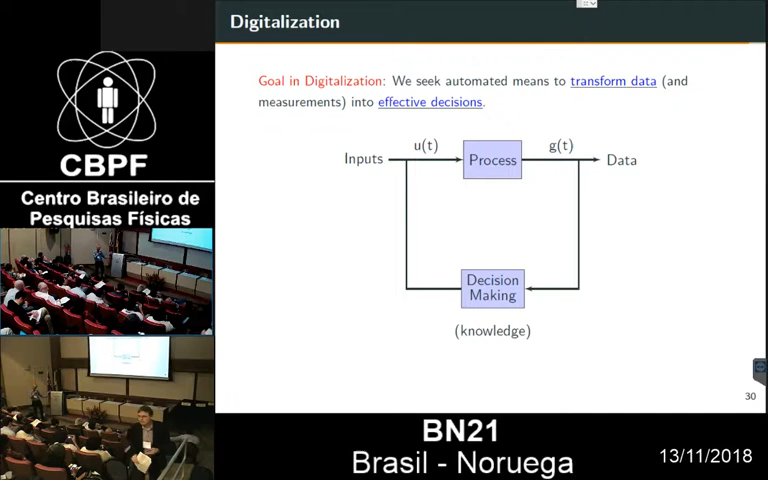 Digitalization
Goal in Digitalization: We seek automated means to transform data (and
measurements) into effective decisions.
Inputs
u(t)
Process
g(t)
Data
Decision
Making
(knowledge)
30
CBPF
Centro Brasileiro de
Pesquisas Físicas
BN21
Brasil - Noruega
13/11/2018